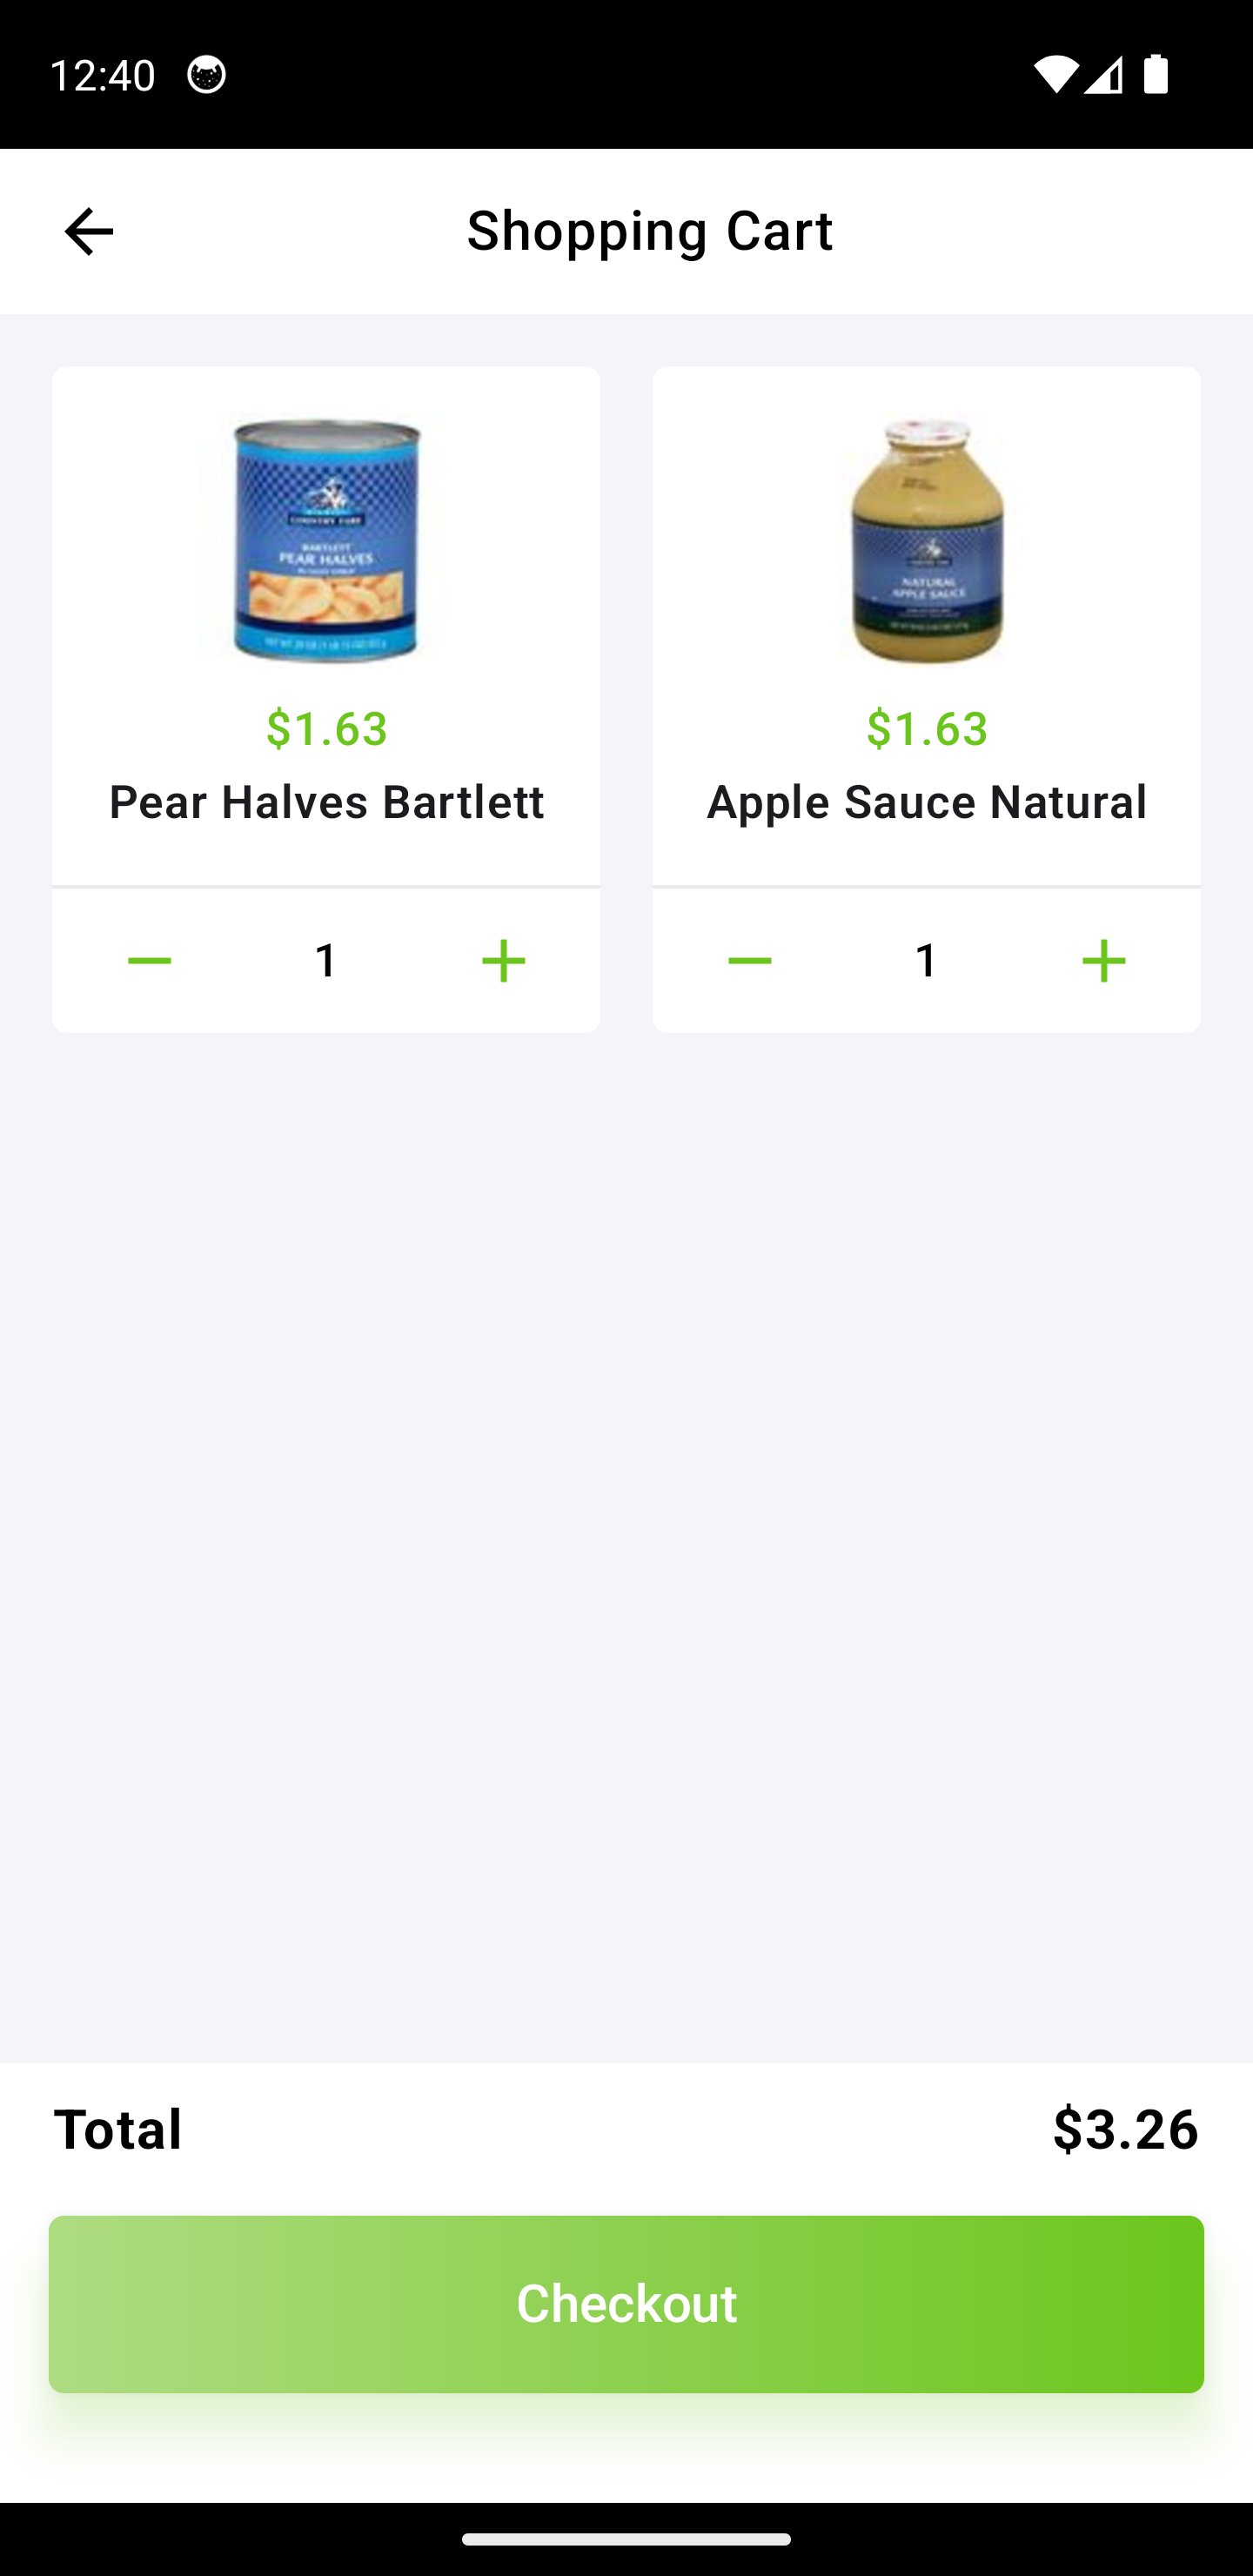 12:40
Shopping Cart
BARTLETT
PEAR HALVES
NATURAL
APPLE SAUCE
$1.63
$1.63
Pear Halves Bartlett
Apple Sauce Natural
1
1
Total
$3.26
Checkout